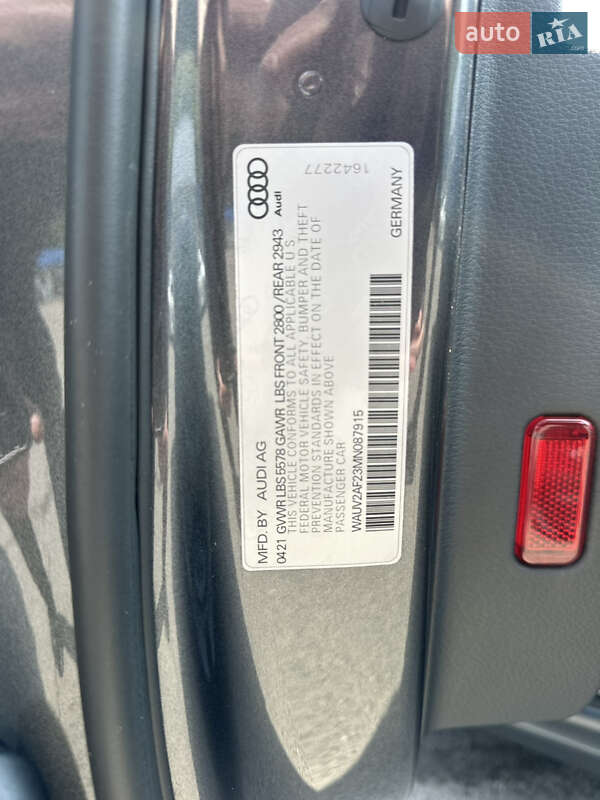 auto RIA
.com
MFD. BY AUDI AG
Audi
0421 GVWR LBS 5578 GAWR LBS FRONT 2800 /REAR 2943
THIS VEHICLE CONFORMS TO ALL APPLICABLE U.S.
FEDERAL MOTOR VEHICLE SAFETY, BUMPER AND THEFT
PREVENTION STANDARDS IN EFFECT ON THE DATE OF
MANUFACTURE SHOWN ABOVE
PASSENGER CAR
1642277
WAUV2AF23MN087915
GERMANY